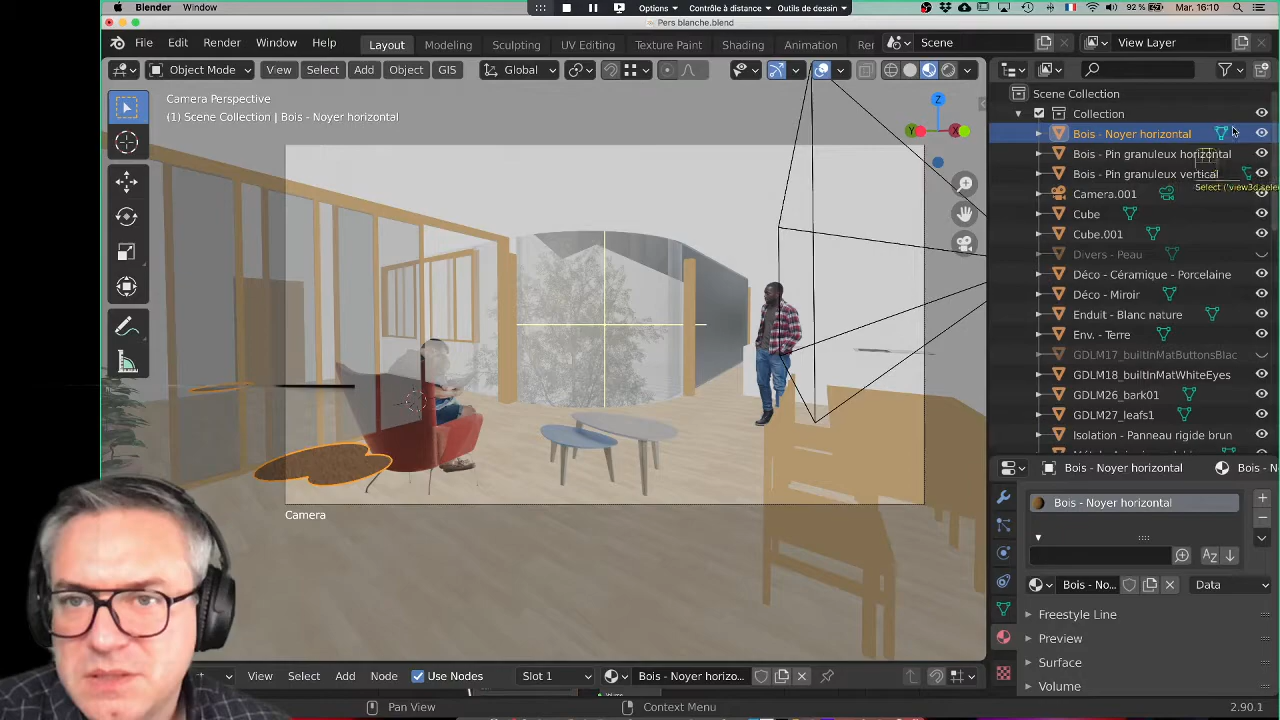 Blender Window Options Contrôle à distance Outils de dessin 92 % Mar. 16:10
Pers blanche.blend
File Edit Render Window Help Layout Modeling Sculpting UV Editing Texture Paint Shading Animation Scene View Layer
Object Mode View Select Add Object GIS Global
Camera Perspective
(1) Scene Collection | Bois - Noyer horizontal
Z
Y
X
Camera
Scene Collection
Collection
Bois - Noyer horizontal
Bois - Pin granuleux horizontal
Bois - Pin granuleux vertical
Select ('view3d.selec
Camera.001
Cube
Cube.001
Divers - Peau
Déco - Céramique - Porcelaine
Déco - Miroir
Enduit - Blanc nature
Env. - Terre
GDLM17_builtInMatButtonsBlac
GDLM18_builtInMatWhiteEyes
GDLM26_bark01
GDLM27_leafs1
Isolation - Panneau rigide brun
Bois - Noyer horizontal Bois - N
Bois - Noyer horizontal
Bois - No... Data
Freestyle Line
Preview
Surface
Volume
View Select Add Node Use Nodes Slot 1 Bois - Noyer horizo...
Pan View Context Menu 2.90.1